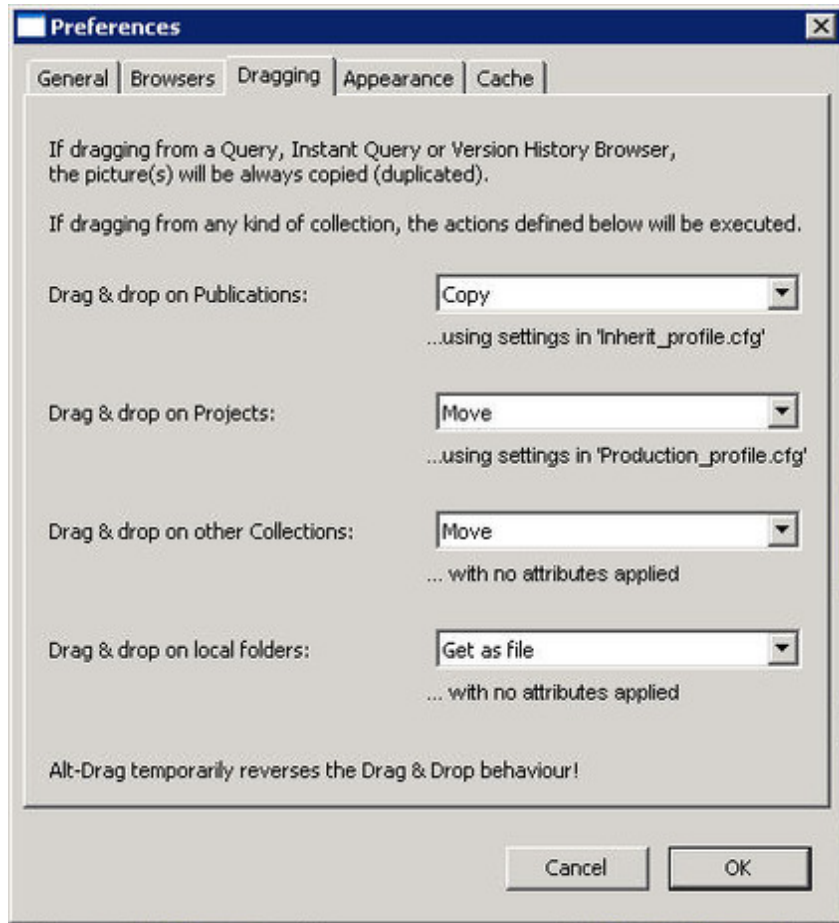 Preferences
General Browsers Dragging Appearance Cache
If dragging from a Query, Instant Query or Version History Browser,
the picture(s) will be always copied (duplicated).
If dragging from any kind of collection, the actions defined below will be executed.
Drag & drop on Publications: Copy
...using settings in 'Inherit_profile.cfg'
Drag & drop on Projects: Move
...using settings in 'Production_profile.cfg'
Drag & drop on other Collections: Move
... with no attributes applied
Drag & drop on local folders: Get as file
... with no attributes applied
Alt-Drag temporarily reverses the Drag & Drop behaviour!
Cancel OK